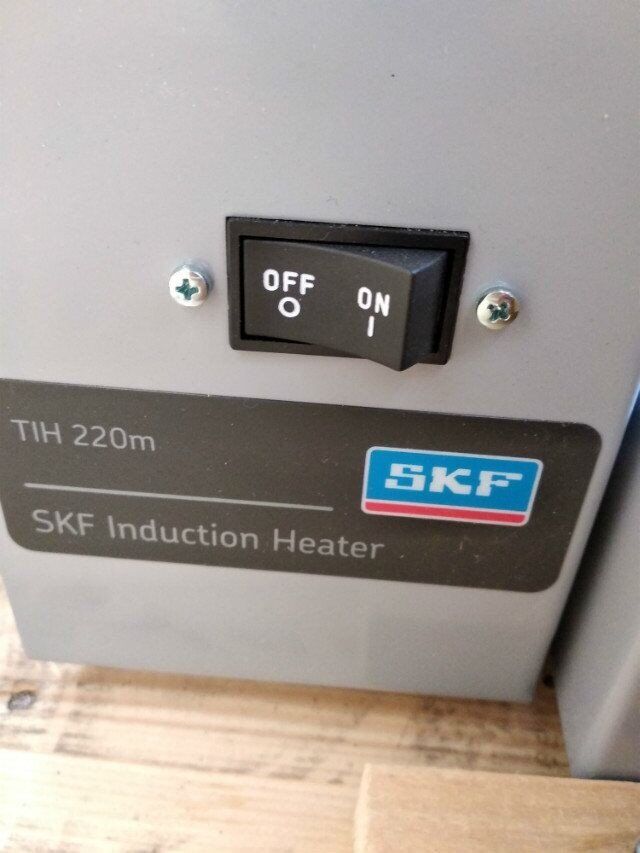 OFF ON
O I
TIH 220m
SKF
SKF Induction Heater